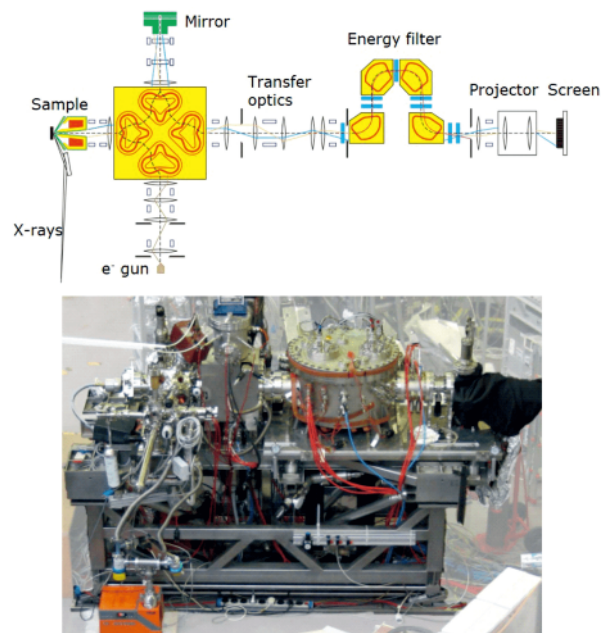 Mirror
Energy filter
Transfer
optics
Projector Screen
Sample
X-rays
e⁻ gun